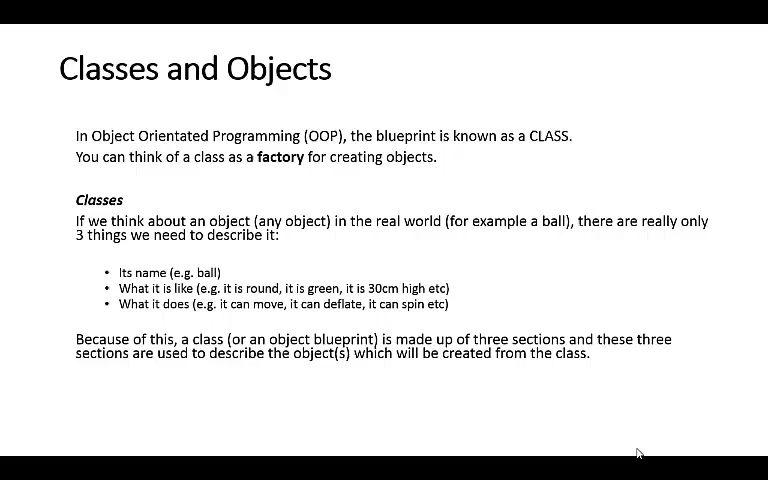 Classes and Objects
In Object Orientated Programming (OOP), the blueprint is known as a CLASS.
You can think of a class as a factory for creating objects.
Classes
If we think about an object (any object) in the real world (for example a ball), there are really only
3 things we need to describe it:
• Its name (e.g. ball)
• What it is like (e.g. it is round, it is green, it is 30cm high etc)
• What it does (e.g. it can move, it can deflate, it can spin etc)
Because of this, a class (or an object blueprint) is made up of three sections and these three
sections are used to describe the object(s) which will be created from the class.